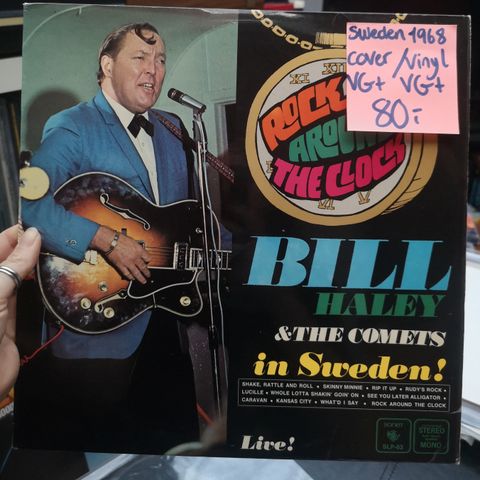 Sweden 1968
cover/Vinyl
VG+ VG+
80:-
XI XII
ROCK
AROUND
THE CLOCK
BILL
HALEY
& THE COMETS
in Sweden!
SHAKE, RATTLE AND ROLL • SKINNY MINNIE • RIP IT UP • RUDY'S ROCK •
LUCILLE • WHOLE LOTTA SHAKIN' GOIN' ON • SEE YOU LATER ALLIGATOR •
CARAVAN • KANSAS CITY • WHAT'D I SAY • ROCK AROUND THE CLOCK
Live!
sonet
SLP-63
STEREO
MONO